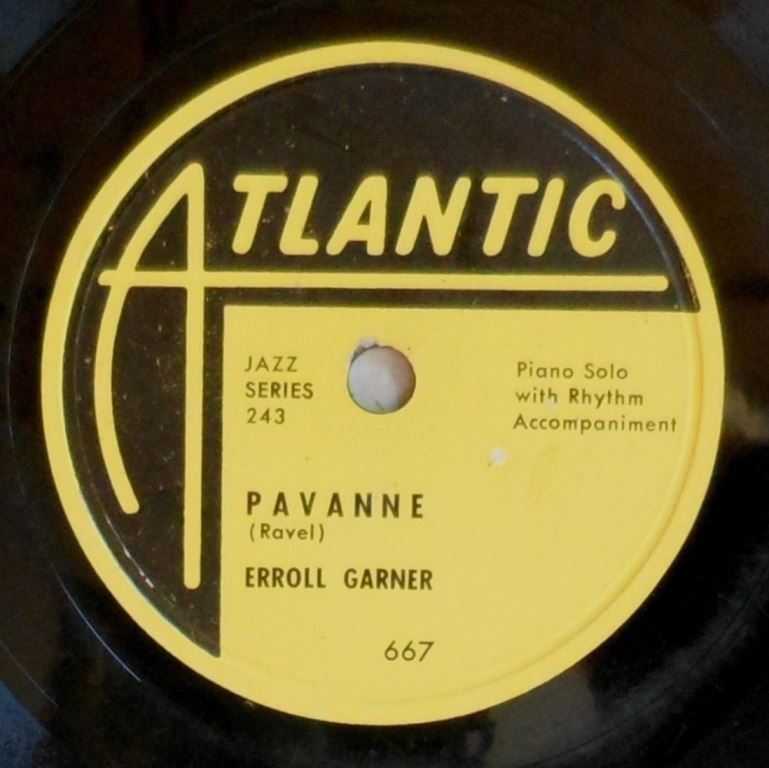 ATLANTIC
JAZZ
SERIES
243
Piano Solo
with Rhythm
Accompaniment
PAVANNE
(Ravel)
ERROLL GARNER
667